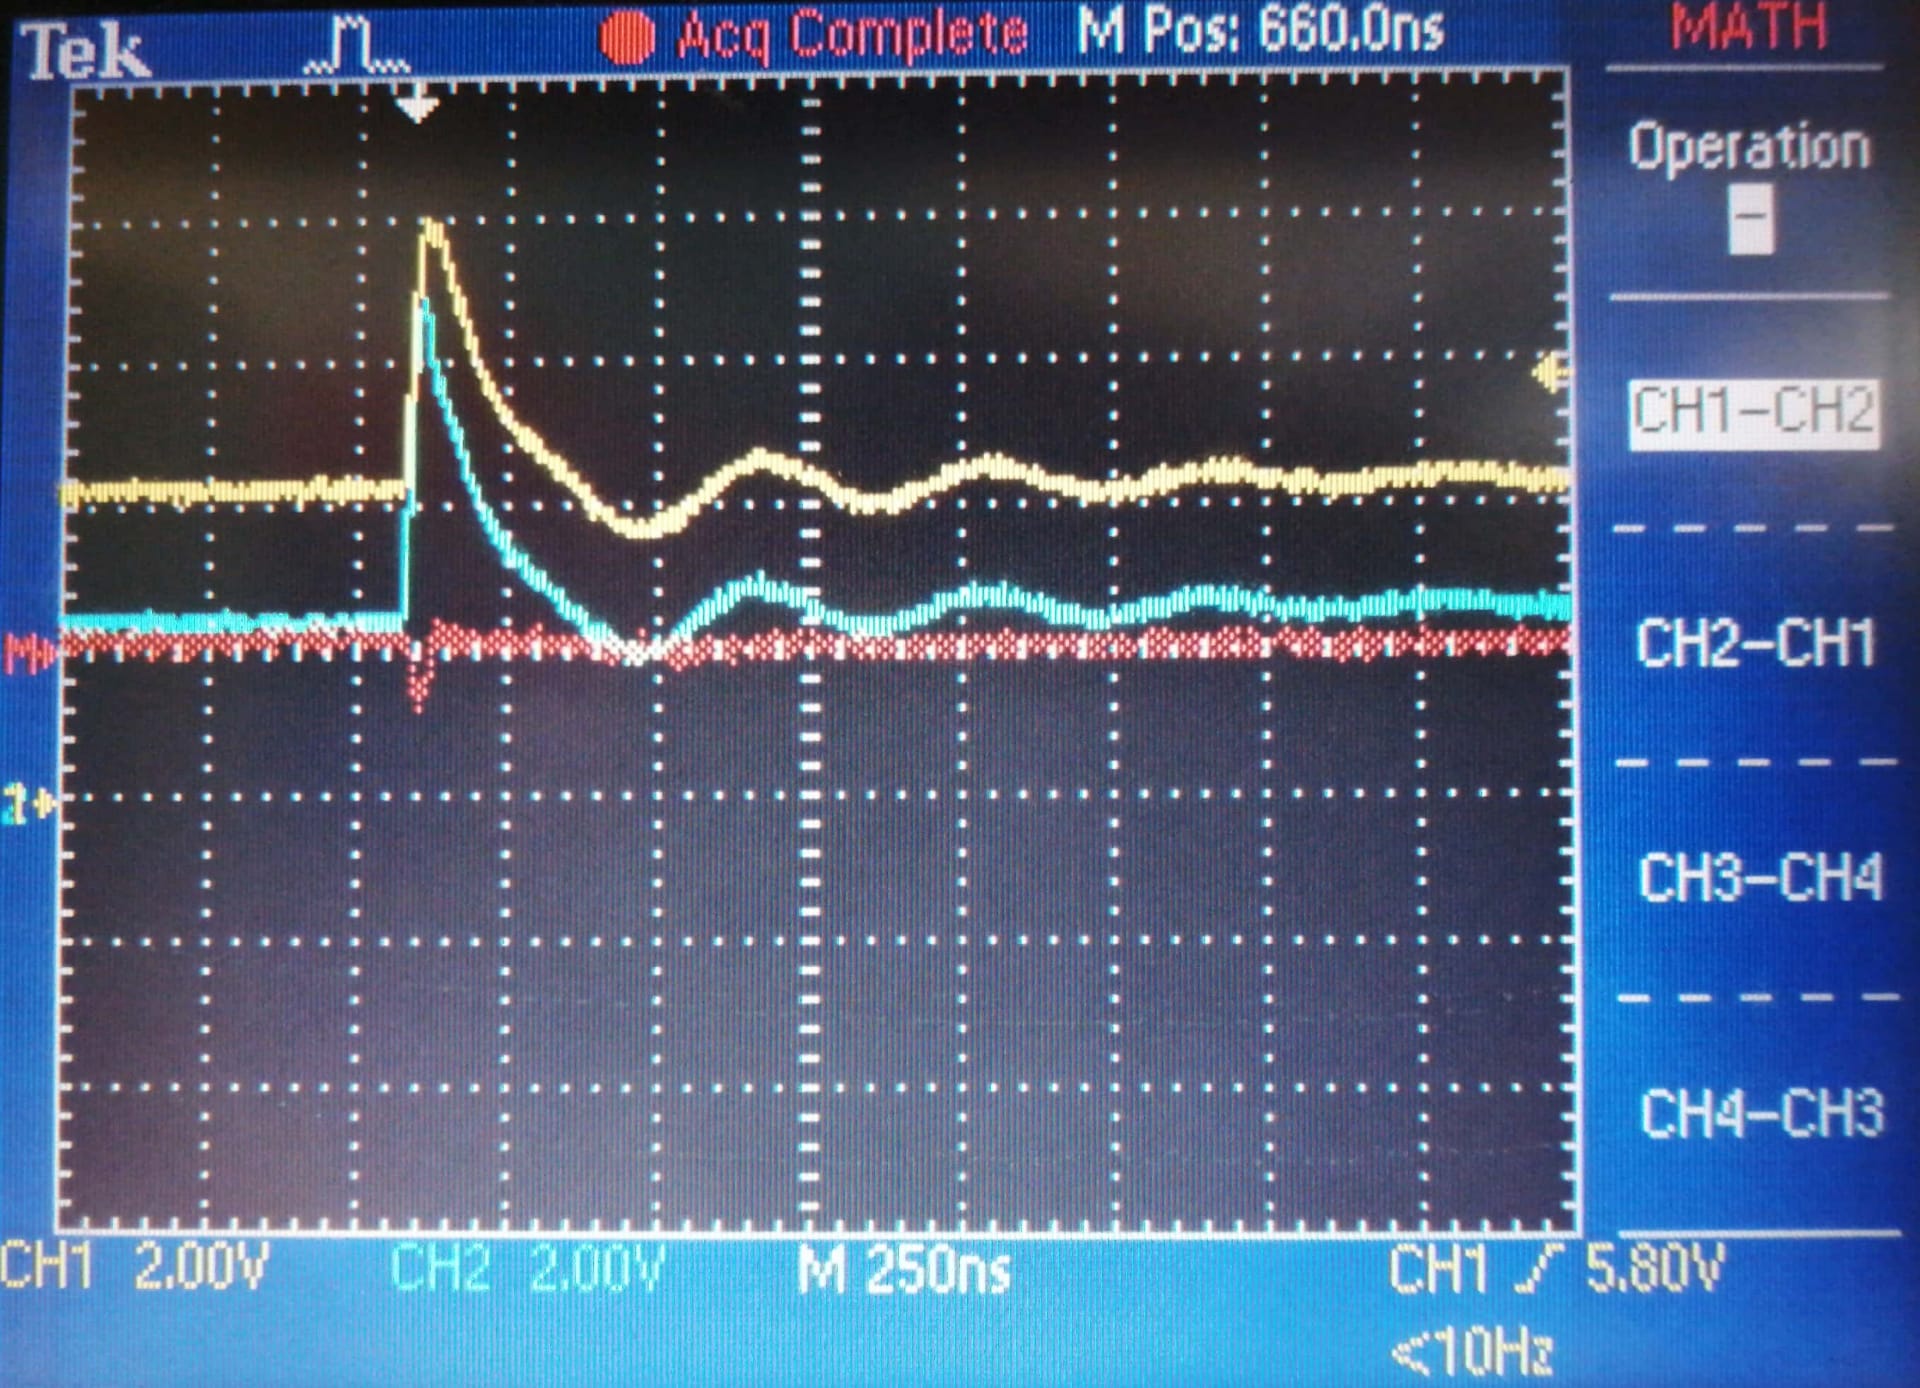 Tek Acq Complete M Pos: 660.0ns MATH
Operation
−
CH1−CH2
CH2−CH1
CH3−CH4
CH4−CH3
M
CH1 2.00V CH2 2.00V M 250ns CH1 5.80V
<10Hz